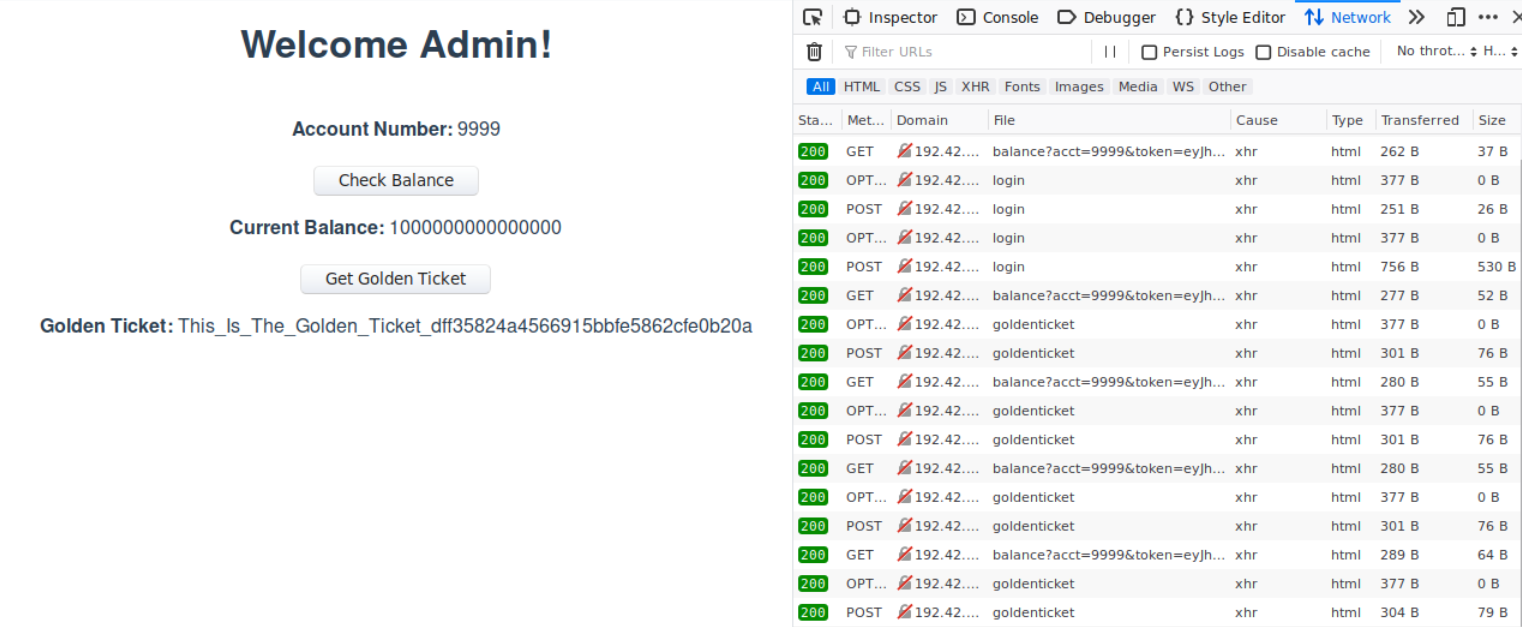 Welcome Admin!
Account Number: 9999
Check Balance
Current Balance: 1000000000000000
Get Golden Ticket
Golden Ticket: This_Is_The_Golden_Ticket_dff35824a4566915bbfe5862cfe0b20a
Inspector Console Debugger {} Style Editor Network
Filter URLs Persist Logs Disable cache No throt... H...
All HTML CSS JS XHR Fonts Images Media WS Other
Sta... Met... Domain File Cause Type Transferred Size
200 GET 192.42.... balance?acct=9999&token=eyJh... xhr html 262 B 37 B
200 OPT... 192.42.... login xhr html 377 B 0 B
200 POST 192.42.... login xhr html 251 B 26 B
200 OPT... 192.42.... login xhr html 377 B 0 B
200 POST 192.42.... login xhr html 756 B 530 B
200 GET 192.42.... balance?acct=9999&token=eyJh... xhr html 277 B 52 B
200 OPT... 192.42.... goldenticket xhr html 377 B 0 B
200 POST 192.42.... goldenticket xhr html 301 B 76 B
200 GET 192.42.... balance?acct=9999&token=eyJh... xhr html 280 B 55 B
200 OPT... 192.42.... goldenticket xhr html 377 B 0 B
200 POST 192.42.... goldenticket xhr html 301 B 76 B
200 GET 192.42.... balance?acct=9999&token=eyJh... xhr html 280 B 55 B
200 OPT... 192.42.... goldenticket xhr html 377 B 0 B
200 POST 192.42.... goldenticket xhr html 301 B 76 B
200 GET 192.42.... balance?acct=9999&token=eyJh... xhr html 289 B 64 B
200 OPT... 192.42.... goldenticket xhr html 377 B 0 B
200 POST 192.42.... goldenticket xhr html 304 B 79 B